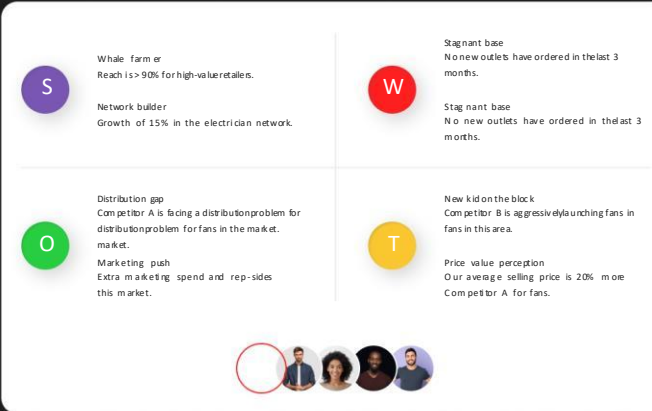 S
Whale farmer
Reach is > 90% for high-value retailers.
Network builder
Growth of 15% in the electrician network.
W
Stagnant base
No new outlets have ordered in thelast 3
months.
Stagnant base
No new outlets have ordered in thelast 3
months.
O
Distribution gap
Competitor A is facing a distribution problem for
distribution problem for fans in the market.
market.
Marketing push
Extra marketing spend and rep-sides
this market.
T
New kid on the block
Competitor B is aggressively launching fans in
fans in this area.
Price value perception
Our average selling price is 20% more
Competitor A for fans.